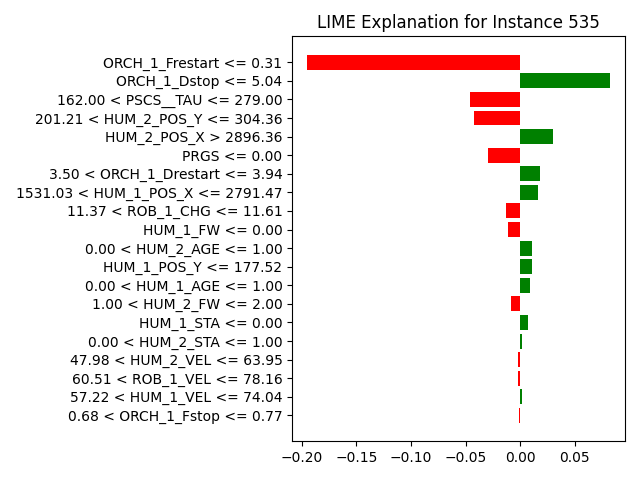 LIME Explanation for Instance 535
ORCH_1_Frestart <= 0.31
ORCH_1_Dstop <= 5.04
162.00 < PSCS__TAU <= 279.00
201.21 < HUM_2_POS_Y <= 304.36
HUM_2_POS_X > 2896.36
PRGS <= 0.00
3.50 < ORCH_1_Drestart <= 3.94
1531.03 < HUM_1_POS_X <= 2791.47
11.37 < ROB_1_CHG <= 11.61
HUM_1_FW <= 0.00
0.00 < HUM_2_AGE <= 1.00
HUM_1_POS_Y <= 177.52
0.00 < HUM_1_AGE <= 1.00
1.00 < HUM_2_FW <= 2.00
HUM_1_STA <= 0.00
0.00 < HUM_2_STA <= 1.00
47.98 < HUM_2_VEL <= 63.95
60.51 < ROB_1_VEL <= 78.16
57.22 < HUM_1_VEL <= 74.04
0.68 < ORCH_1_Fstop <= 0.77
−0.20 −0.15 −0.10 −0.05 0.00 0.05